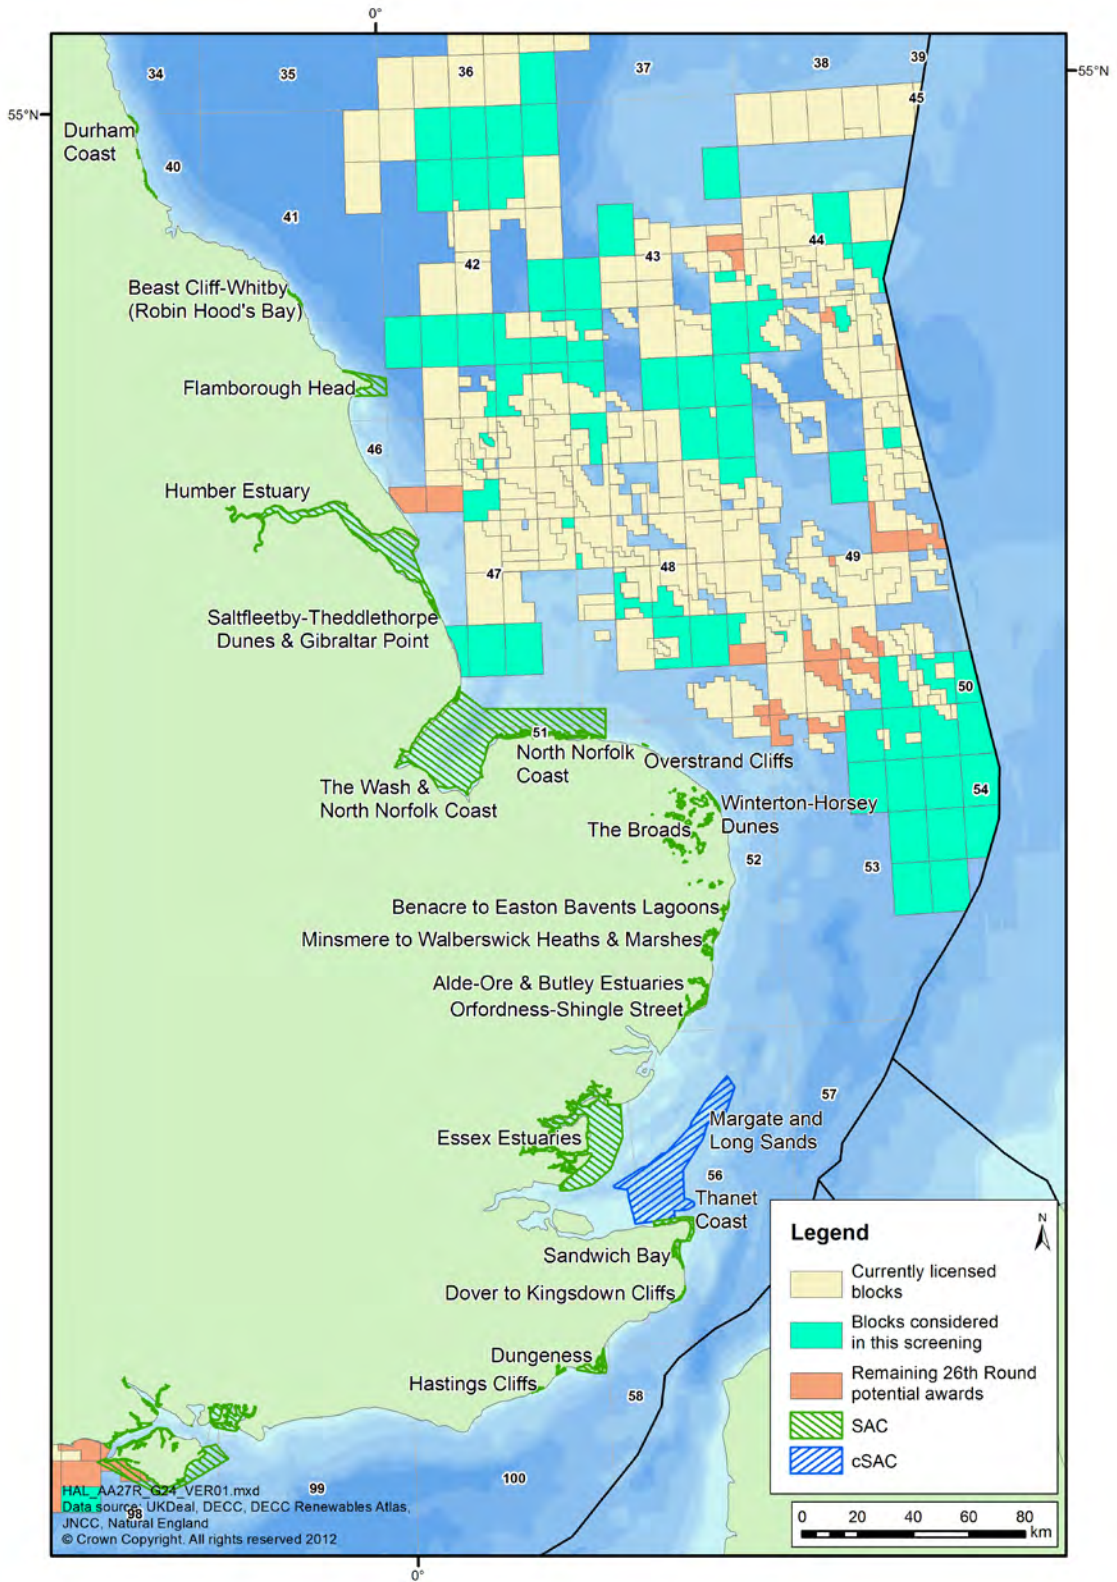 0°
34
35
36
37
38
39
55°N
45
55°N
Durham
Coast
40
41
44
42
43
Beast Cliff-Whitby
(Robin Hood's Bay)
Flamborough Head
46
Humber Estuary
47
48
49
Saltfleetby-Theddlethorpe
Dunes & Gibraltar Point
50
51
North Norfolk
Coast
Overstrand Cliffs
The Wash &
North Norfolk Coast
54
Winterton-Horsey
Dunes
The Broads
52
53
Benacre to Easton Bavents Lagoons
Minsmere to Walberswick Heaths & Marshes
Alde-Ore & Butley Estuaries
Orfordness-Shingle Street
57
Margate and
Long Sands
Essex Estuaries
56
Thanet
Coast
Sandwich Bay
Dover to Kingsdown Cliffs
Dungeness
Hastings Cliffs
58
100
99
98
Legend
N
Currently licensed
blocks
Blocks considered
in this screening
Remaining 26th Round
potential awards
SAC
cSAC
0 20 40 60 80
km
HAL_AA27R_G24_VER01.mxd
Data source: UKDeal, DECC, DECC Renewables Atlas,
JNCC, Natural England
© Crown Copyright. All rights reserved 2012
0°